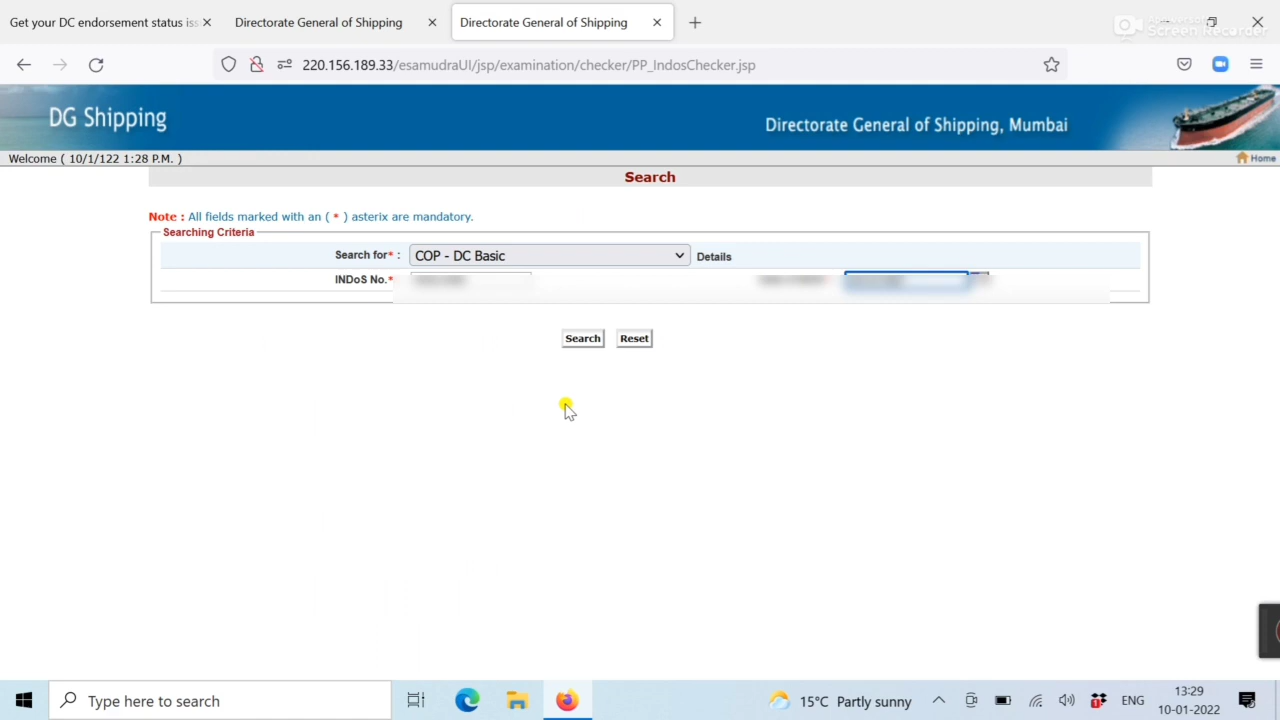 Get your DC endorsement status iss
Directorate General of Shipping
Directorate General of Shipping
Screen Recorder
220.156.189.33/esamudraUI/jsp/examination/checker/PP_IndosChecker.jsp
DG Shipping
Directorate General of Shipping, Mumbai
Welcome ( 10/1/122 1:28 P.M. )
Home
Search
Note : All fields marked with an ( * ) asterix are mandatory.
Searching Criteria
Search for* : COP - DC Basic Details
INDoS No.*
Search Reset
Type here to search
15°C Partly sunny
1
ENG
13:29
10-01-2022